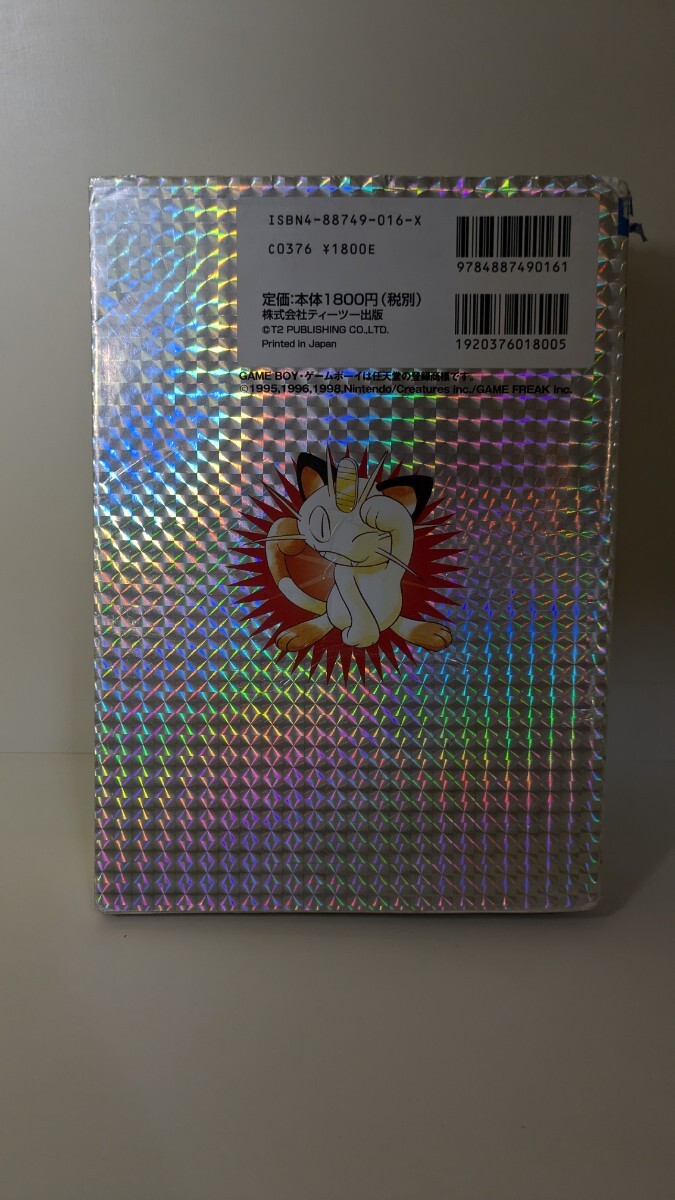 ISBN4-88749-016-X
C0376 ¥1800E
9784887490161
定価:本体1800円(税別)
株式会社ティーツー出版
©T2 PUBLISHING CO.,LTD.
Printed in Japan
1920376018005
GAME BOY・ゲームボーイは任天堂の登録商標です。
©1995,1996,1998,Nintendo/Creatures inc./GAME FREAK inc.